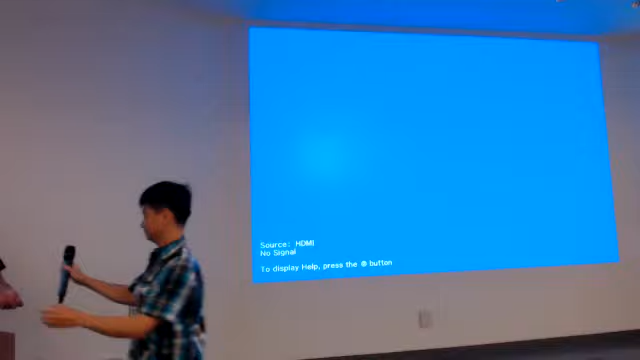 Source: HDMI
No Signal
To display Help, press the button